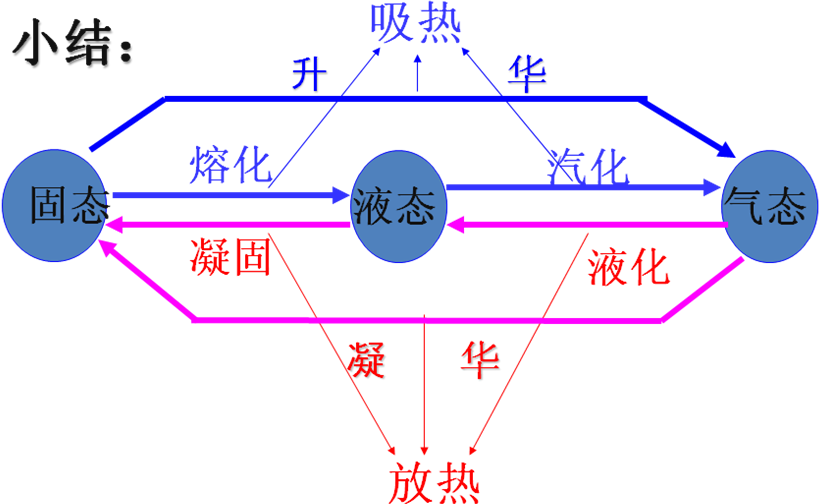 吸热
小结：
升 华
熔化 汽化
固态 液态 气态
凝固 液化
凝 华
放热